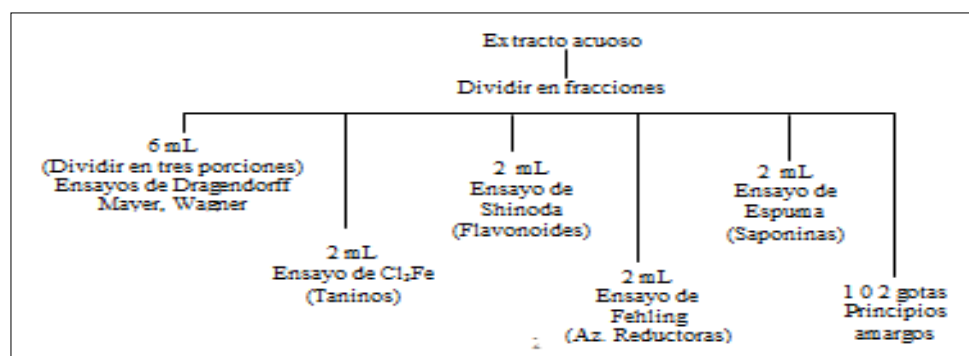 Extracto acuoso
Dividir en fracciones
6 mL
(Dividir en tres porciones)
Ensayos de Dragendorff
Mayer, Wagner
2 mL
Ensayo de Cl₃Fe
(Taninos)
2 mL
Ensayo de
Shinoda
(Flavonoides)
2 mL
Ensayo de
Fehling
(Az. Reductoras)
2 mL
Ensayo de
Espuma
(Saponinas)
1 0 2 gotas
Principios
amargos